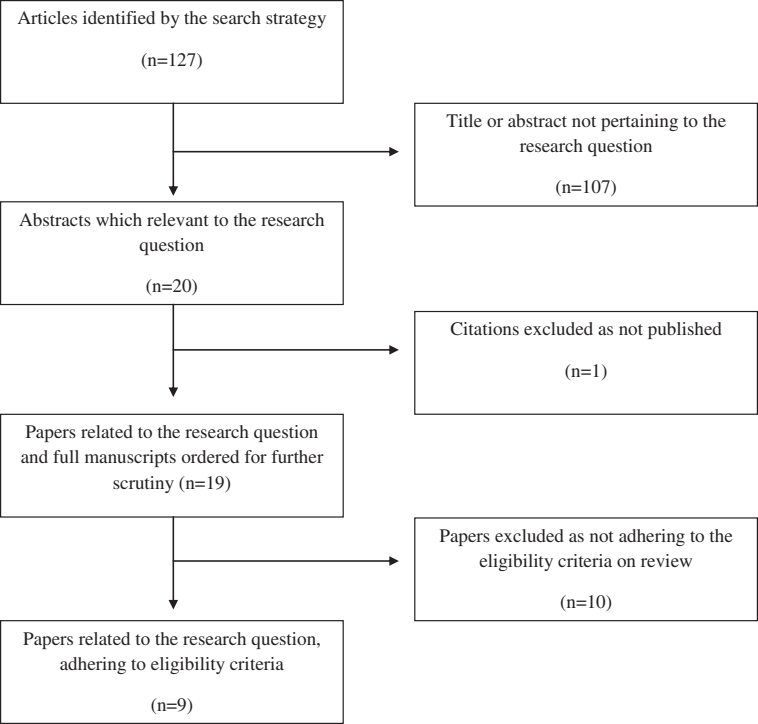 Articles identified by the search strategy
(n=127)
Title or abstract not pertaining to the
research question
(n=107)
Abstracts which relevant to the research
question
(n=20)
Citations excluded as not published
(n=1)
Papers related to the research question
and full manuscripts ordered for further
scrutiny (n=19)
Papers excluded as not adhering to the
eligibility criteria on review
(n=10)
Papers related to the research question,
adhering to eligibility criteria
(n=9)